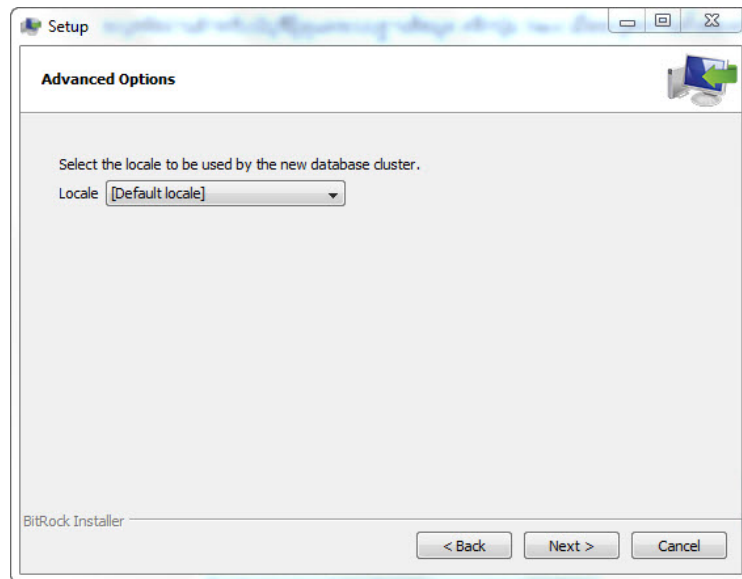 Setup
Advanced Options
Select the locale to be used by the new database cluster.
Locale [Default locale]
BitRock Installer
< Back Next > Cancel